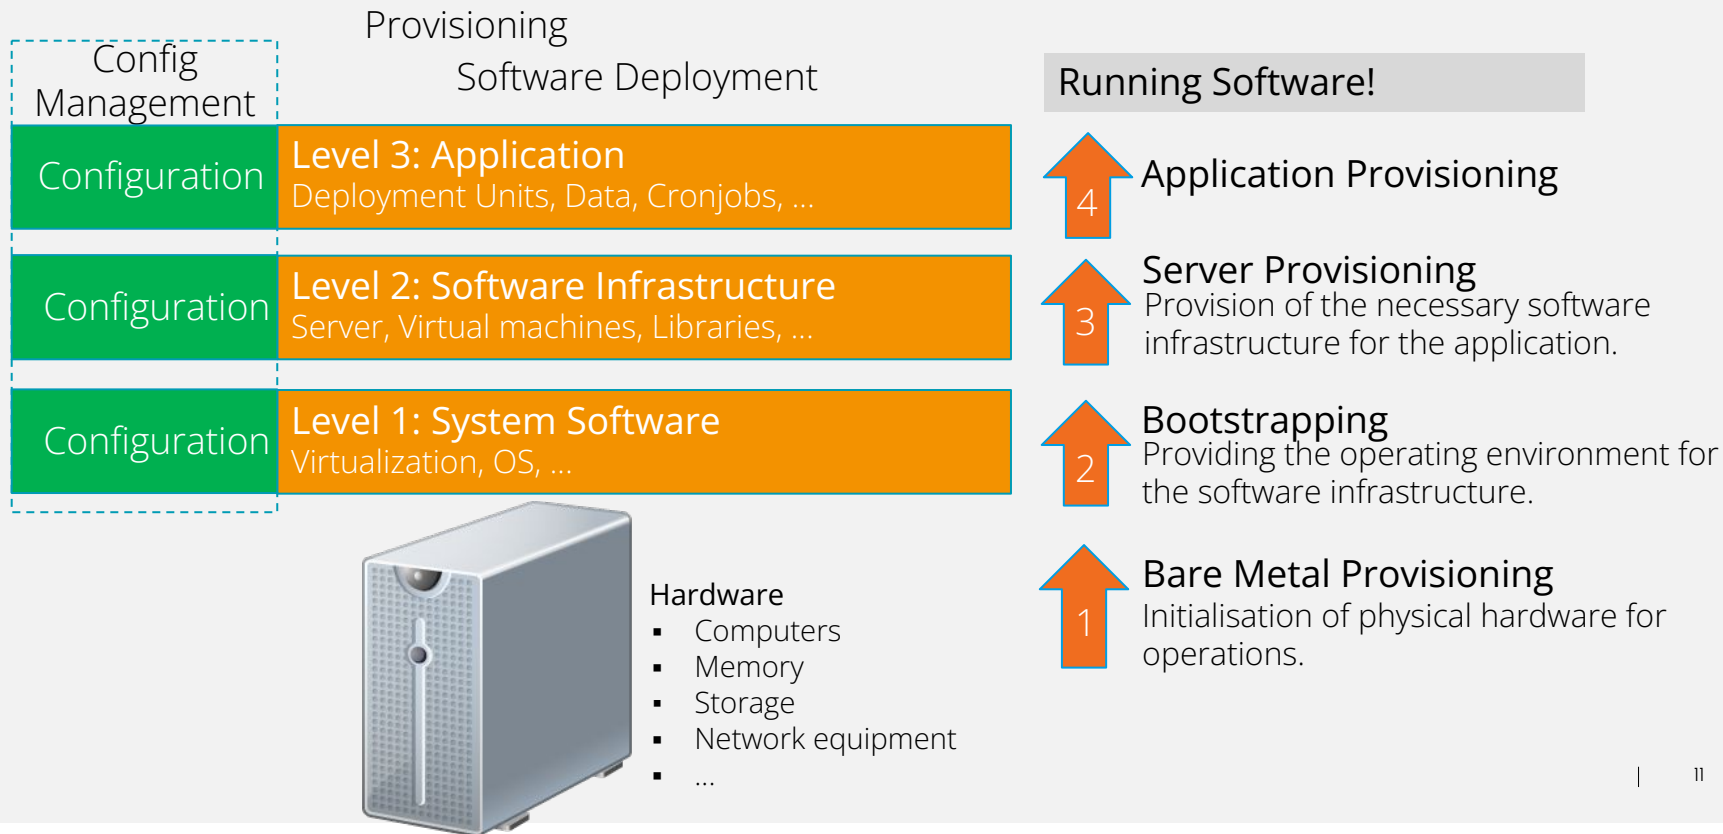 Provisioning
Config
Management
Software Deployment
Configuration
Level 3: Application
Deployment Units, Data, Cronjobs, ...
Configuration
Level 2: Software Infrastructure
Server, Virtual machines, Libraries, ...
Configuration
Level 1: System Software
Virtualization, OS, ...
Hardware
▪ Computers
▪ Memory
▪ Storage
▪ Network equipment
▪ ...
Running Software!
4
Application Provisioning
3
Server Provisioning
Provision of the necessary software
infrastructure for the application.
2
Bootstrapping
Providing the operating environment for
the software infrastructure.
1
Bare Metal Provisioning
Initialisation of physical hardware for
operations.
| 11